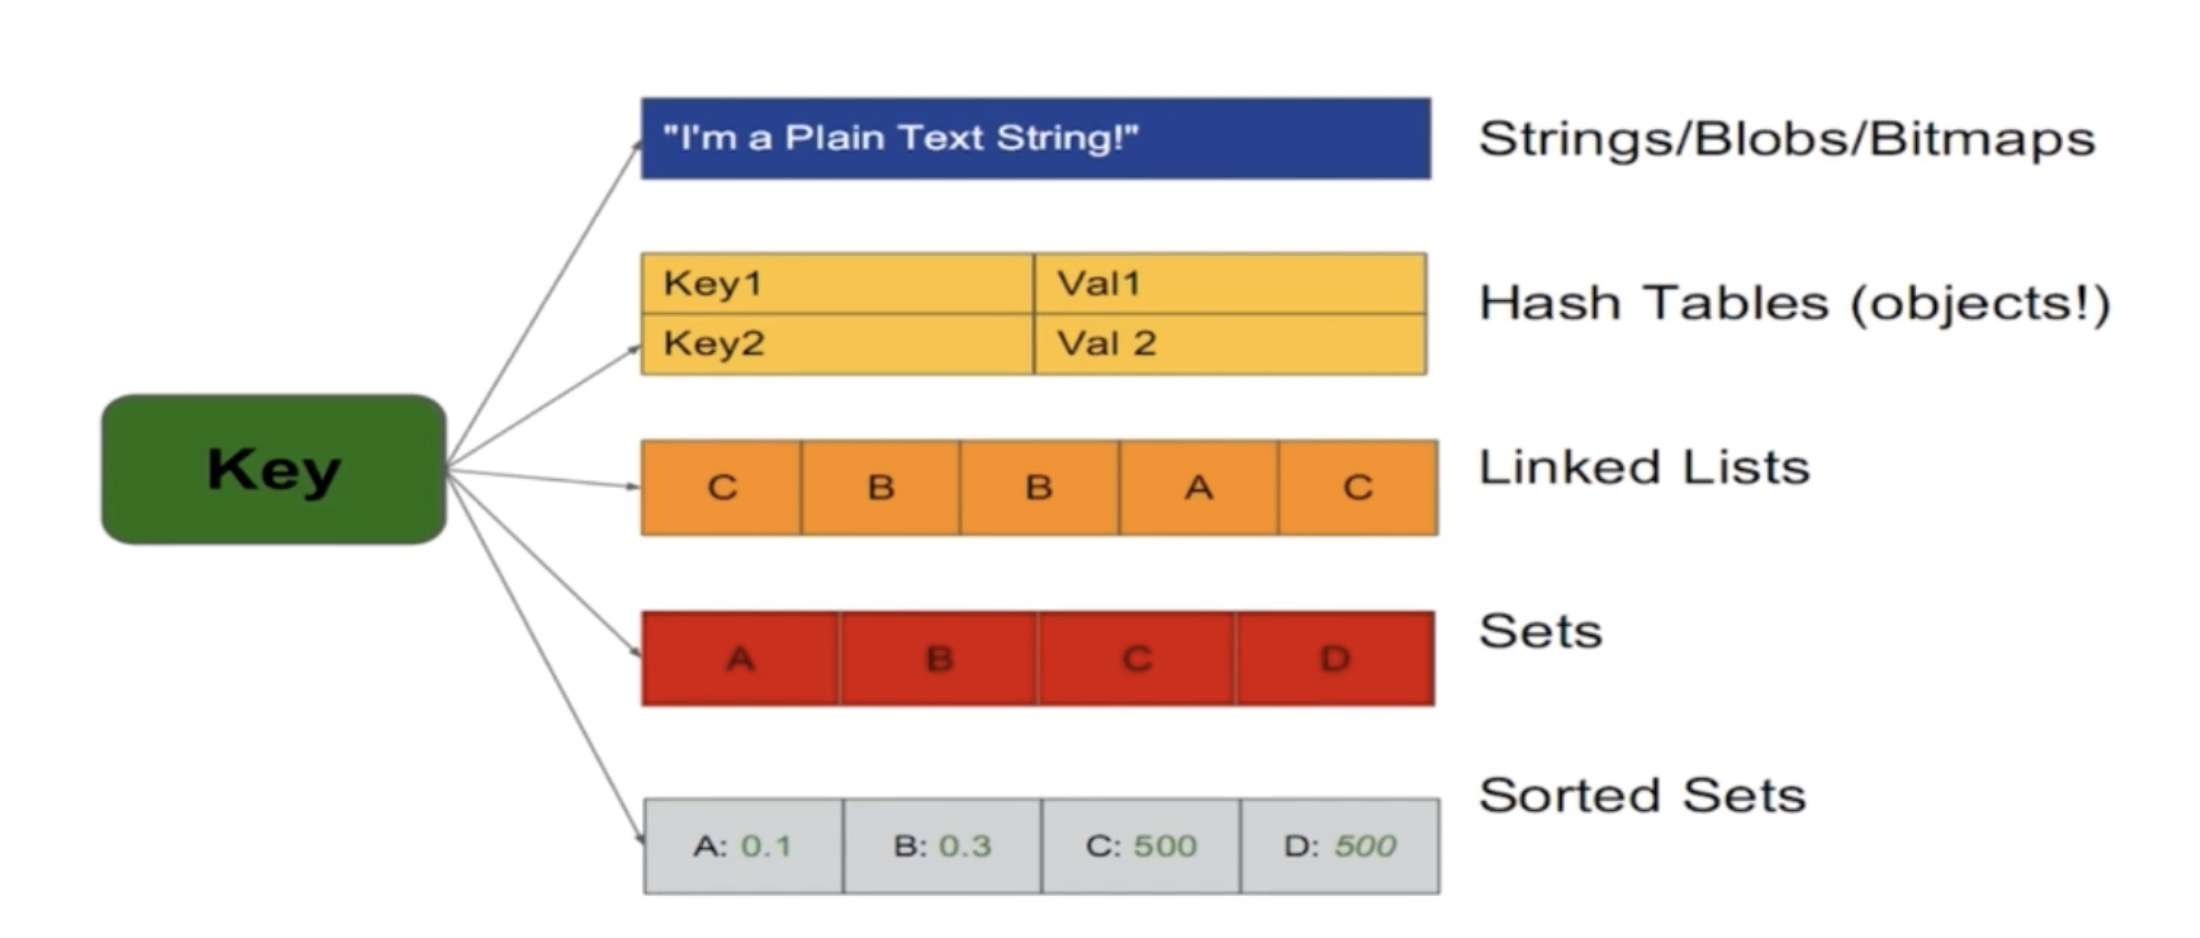 "I'm a Plain Text String!"
Strings/Blobs/Bitmaps
Key1 Val1
Key2 Val 2
Hash Tables (objects!)
Key
C B B A C
Linked Lists
A B C D
Sets
A: 0.1 B: 0.3 C: 500 D: 500
Sorted Sets